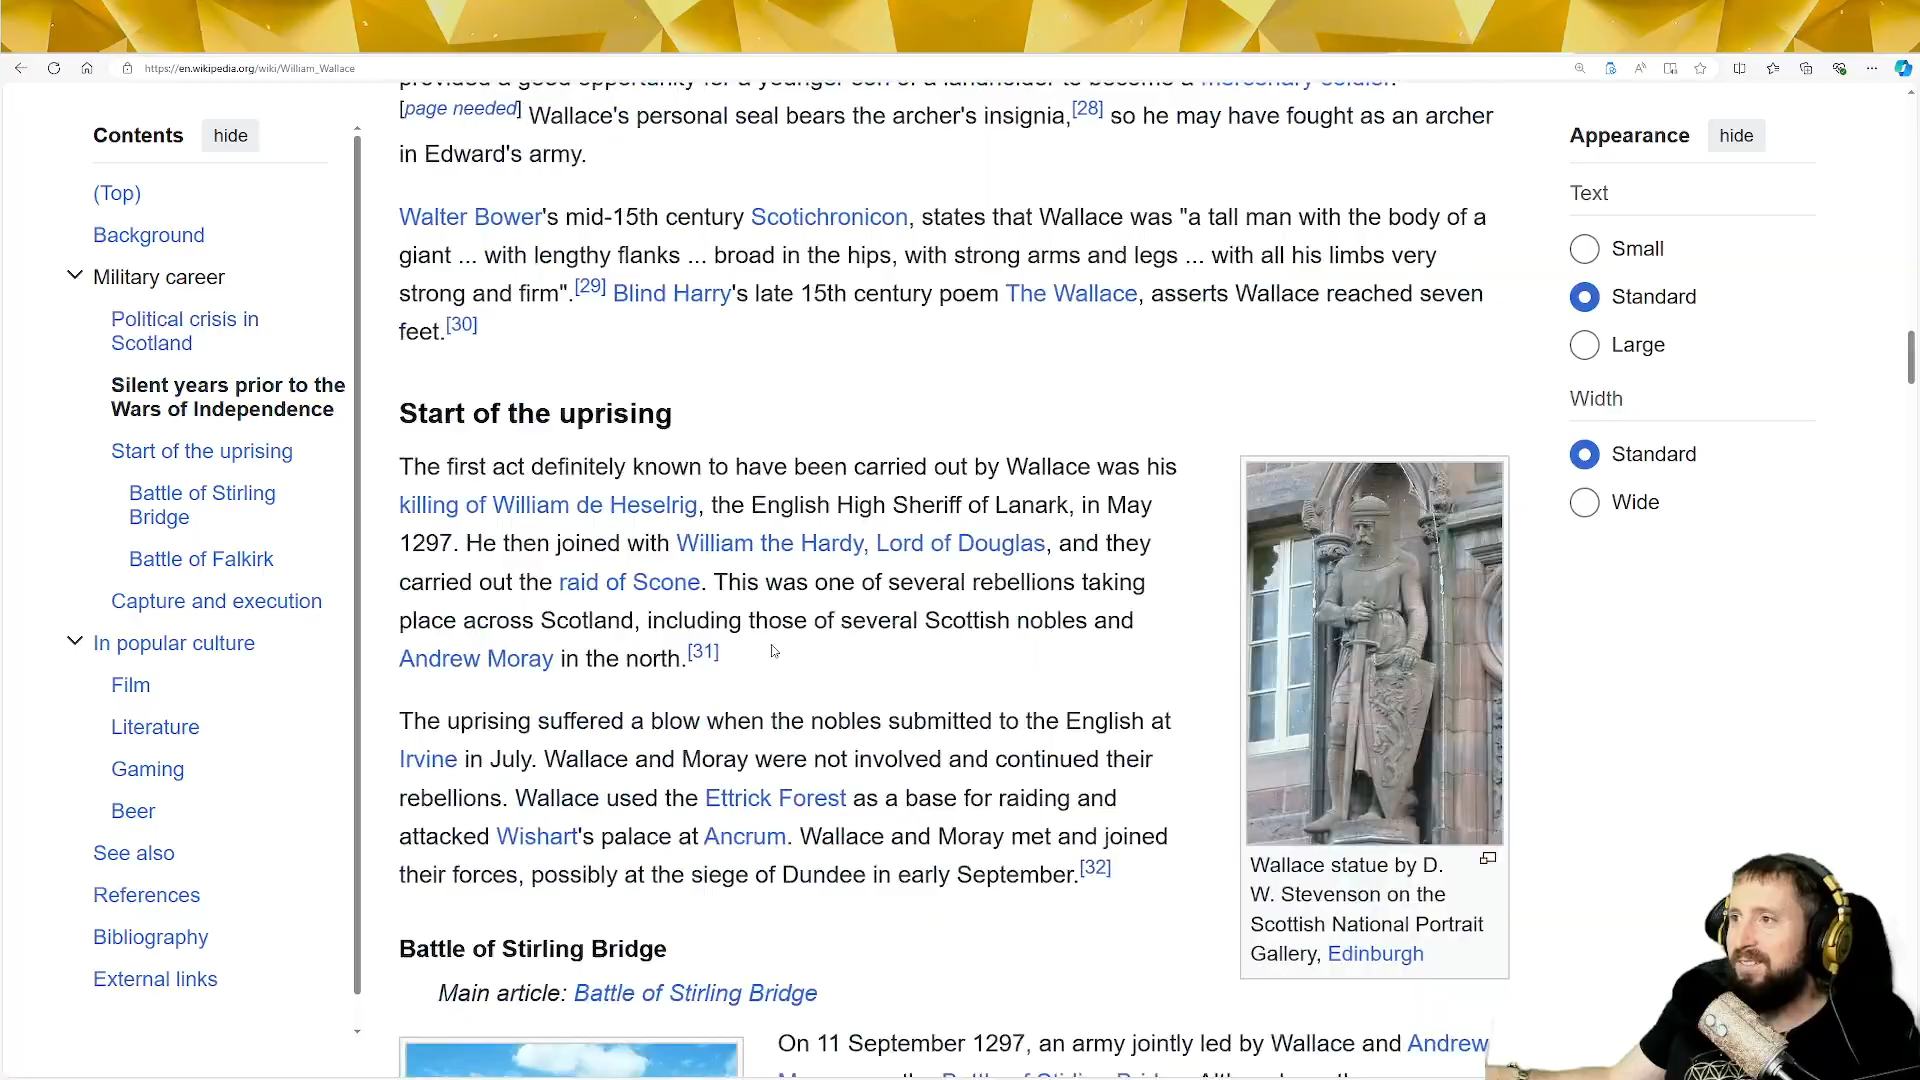 https://en.wikipedia.org/wiki/William_Wallace
Contents
hide
(Top)
Background
Military career
Political crisis in
Scotland
Silent years prior to the
Wars of Independence
Start of the uprising
Battle of Stirling
Bridge
Battle of Falkirk
Capture and execution
In popular culture
Film
Literature
Gaming
Beer
See also
References
Bibliography
External links
provided a good opportunity for a younger son of a landholder to become a mercenary soldier.
[page needed] Wallace's personal seal bears the archer's insignia,[28] so he may have fought as an archer
in Edward's army.
Walter Bower's mid-15th century Scotichronicon, states that Wallace was "a tall man with the body of a
giant ... with lengthy flanks ... broad in the hips, with strong arms and legs ... with all his limbs very
strong and firm".[29] Blind Harry's late 15th century poem The Wallace, asserts Wallace reached seven
feet.[30]
Start of the uprising
The first act definitely known to have been carried out by Wallace was his
killing of William de Heselrig, the English High Sheriff of Lanark, in May
1297. He then joined with William the Hardy, Lord of Douglas, and they
carried out the raid of Scone. This was one of several rebellions taking
place across Scotland, including those of several Scottish nobles and
Andrew Moray in the north.[31]
The uprising suffered a blow when the nobles submitted to the English at
Irvine in July. Wallace and Moray were not involved and continued their
rebellions. Wallace used the Ettrick Forest as a base for raiding and
attacked Wishart's palace at Ancrum. Wallace and Moray met and joined
their forces, possibly at the siege of Dundee in early September.[32]
Wallace statue by D.
W. Stevenson on the
Scottish National Portrait
Gallery, Edinburgh
Battle of Stirling Bridge
Main article: Battle of Stirling Bridge
On 11 September 1297, an army jointly led by Wallace and Andrew
Appearance
hide
Text
Small
Standard
Large
Width
Standard
Wide